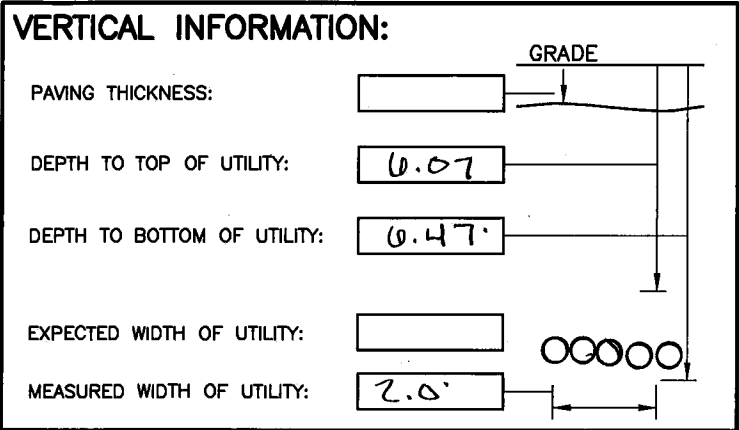 VERTICAL INFORMATION:
GRADE
PAVING THICKNESS:
DEPTH TO TOP OF UTILITY: 6.07
DEPTH TO BOTTOM OF UTILITY: 6.47'
EXPECTED WIDTH OF UTILITY:
MEASURED WIDTH OF UTILITY: 2.0'